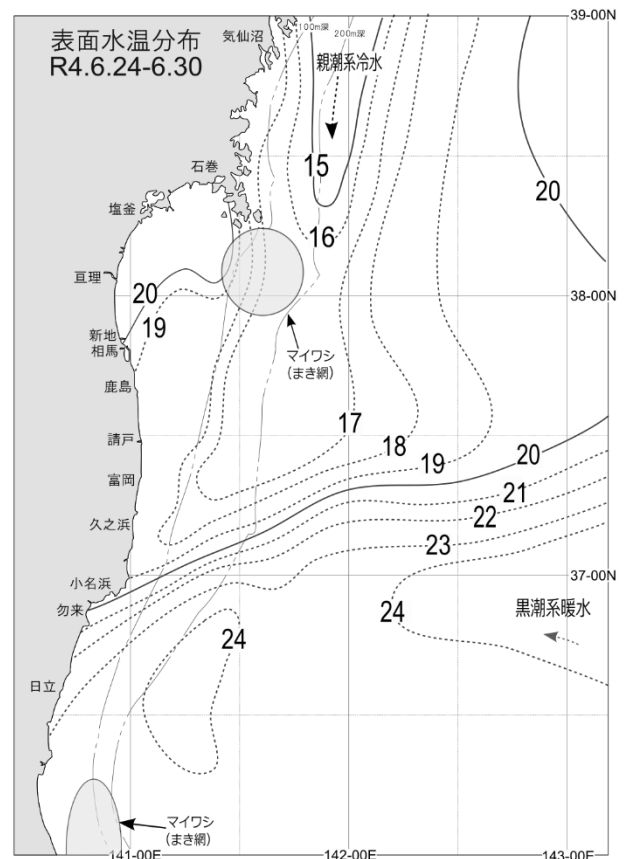 表面水温分布
R4.6.24-6.30
気仙沼
100m深
200m深
39-00N
親潮系冷水
石巻
15
塩釜
20
16
亘理
20
38-00N
19
新地
相馬
マイワシ
(まき網)
鹿島
17
請戸
18
20
19
富岡
21
22
久之浜
23
小名浜
37-00N
勿来
24
黒潮系暖水
24
日立
マイワシ
(まき網)
141-00E
142-00E
143-00E